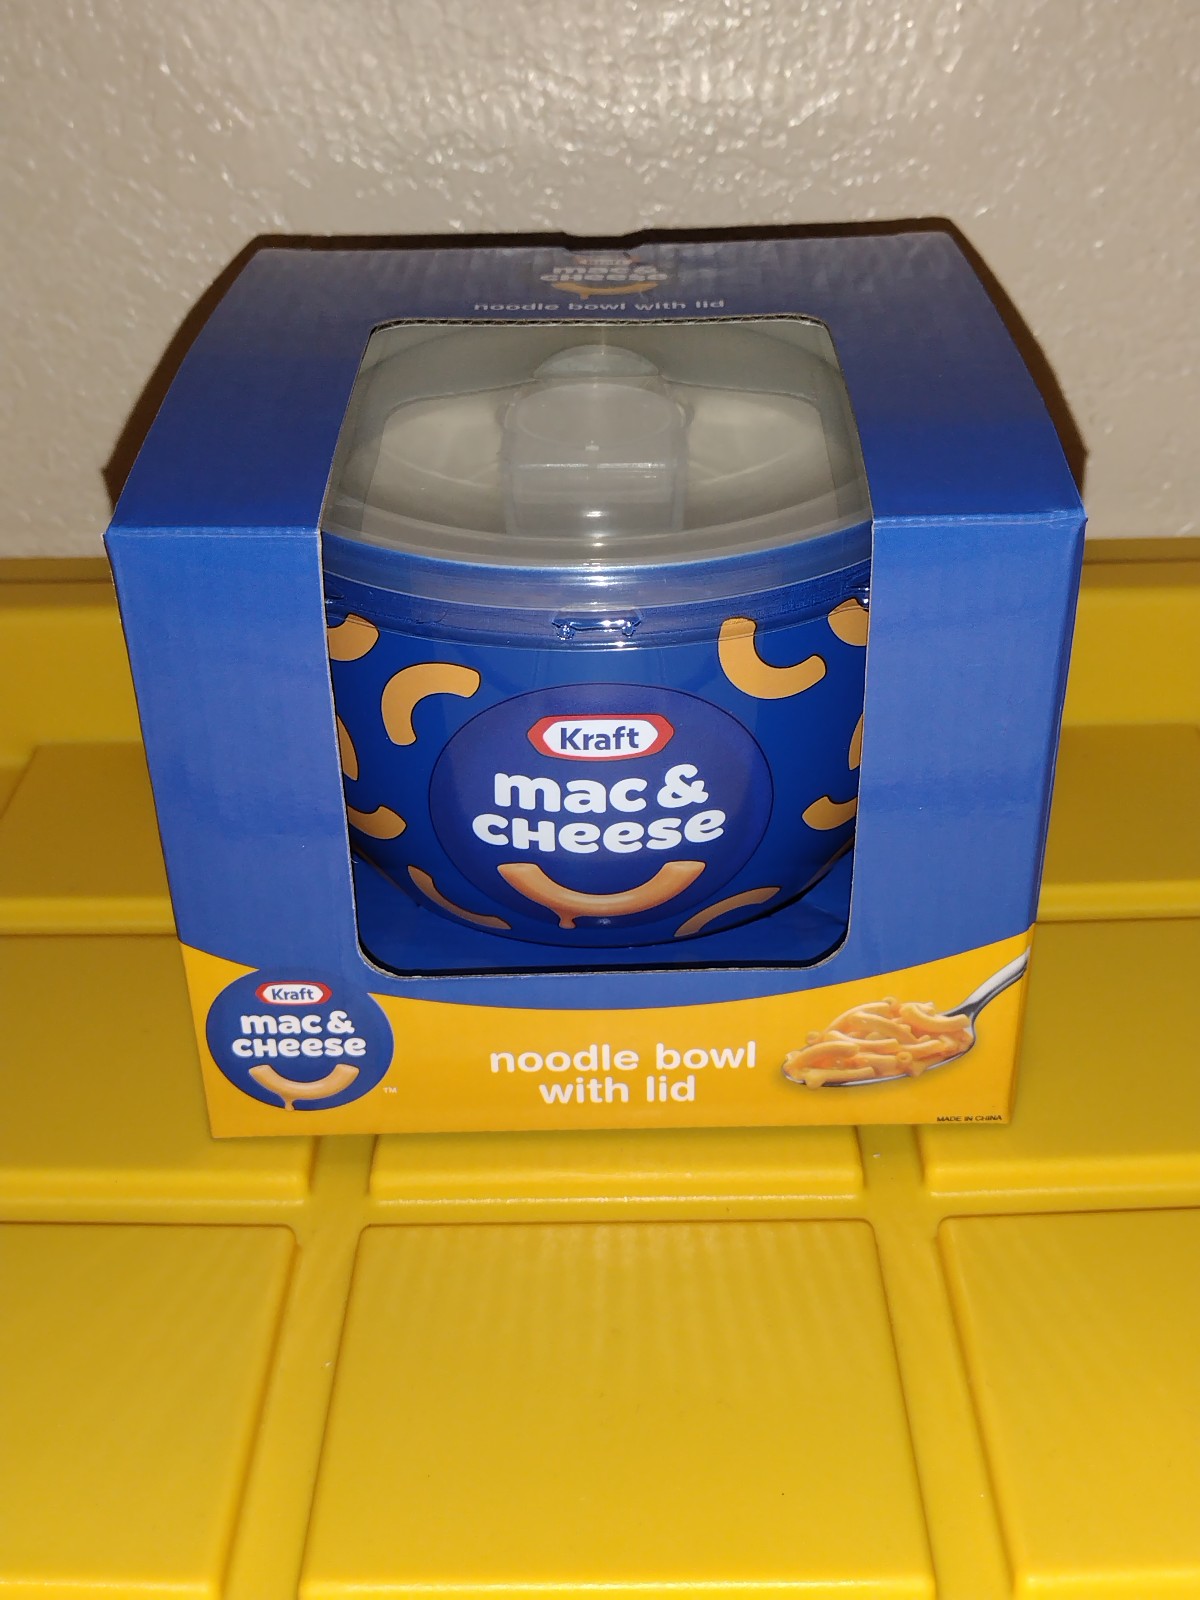 Kraft
mac &
cHeese
noodle bowl with lid
Kraft
mac &
cHeese
Kraft
mac &
cHeese
TM
noodle bowl
with lid
MADE IN CHINA